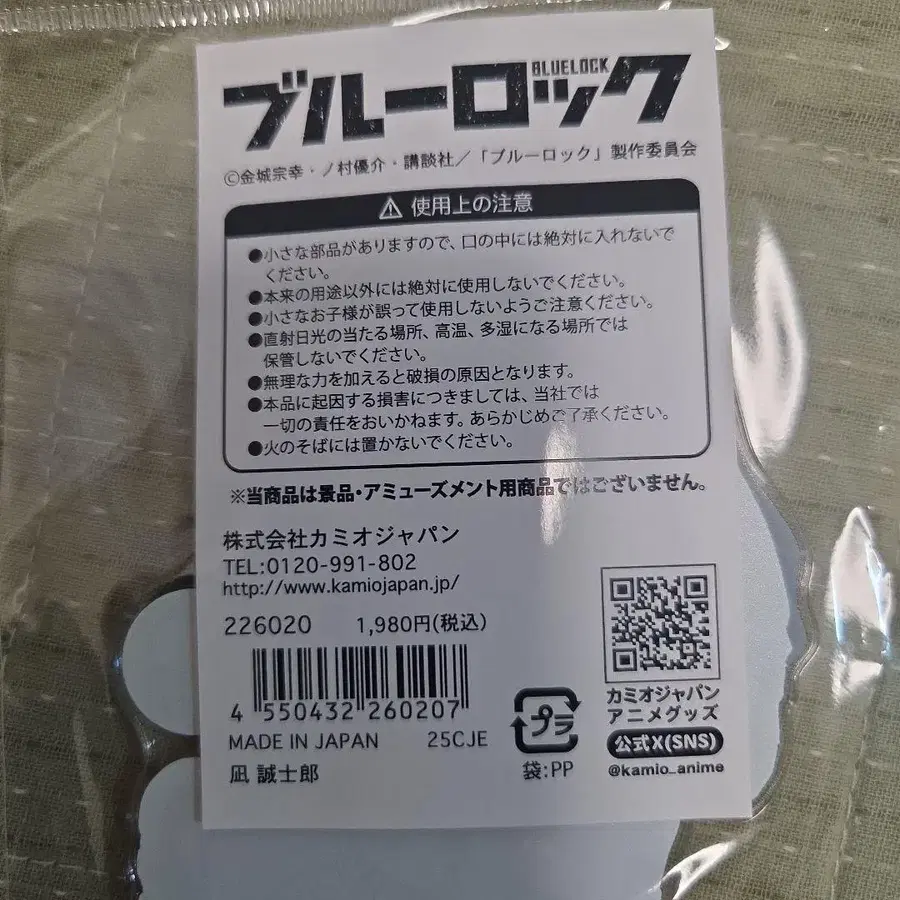 BLUELOCK
ブルーロック
©金城宗幸・ノ村優介・講談社／「ブルーロック」製作委員会
使用上の注意
●小さな部品がありますので、口の中には絶対に入れないで
ください。
●本来の用途以外には絶対に使用しないでください。
●小さなお子様が誤って使用しないようご注意ください。
●直射日光の当たる場所、高温、多湿になる場所では
保管しないでください。
●無理な力を加えると破損の原因となります。
●本品に起因する損害につきましては、当社では
一切の責任をおいかねます。あらかじめご了承ください。
●火のそばには置かないでください。
※当商品は景品・アミューズメント用商品ではございません。
株式会社カミオジャパン
TEL:0120-991-802
http://www.kamiojapan.jp/
226020 1,980円(税込)
4 550432 260207
MADE IN JAPAN 25CJE
凪 誠士郎
プラ
袋:PP
カミオジャパン
アニメグッズ
公式X(SNS)
@kamio_anime